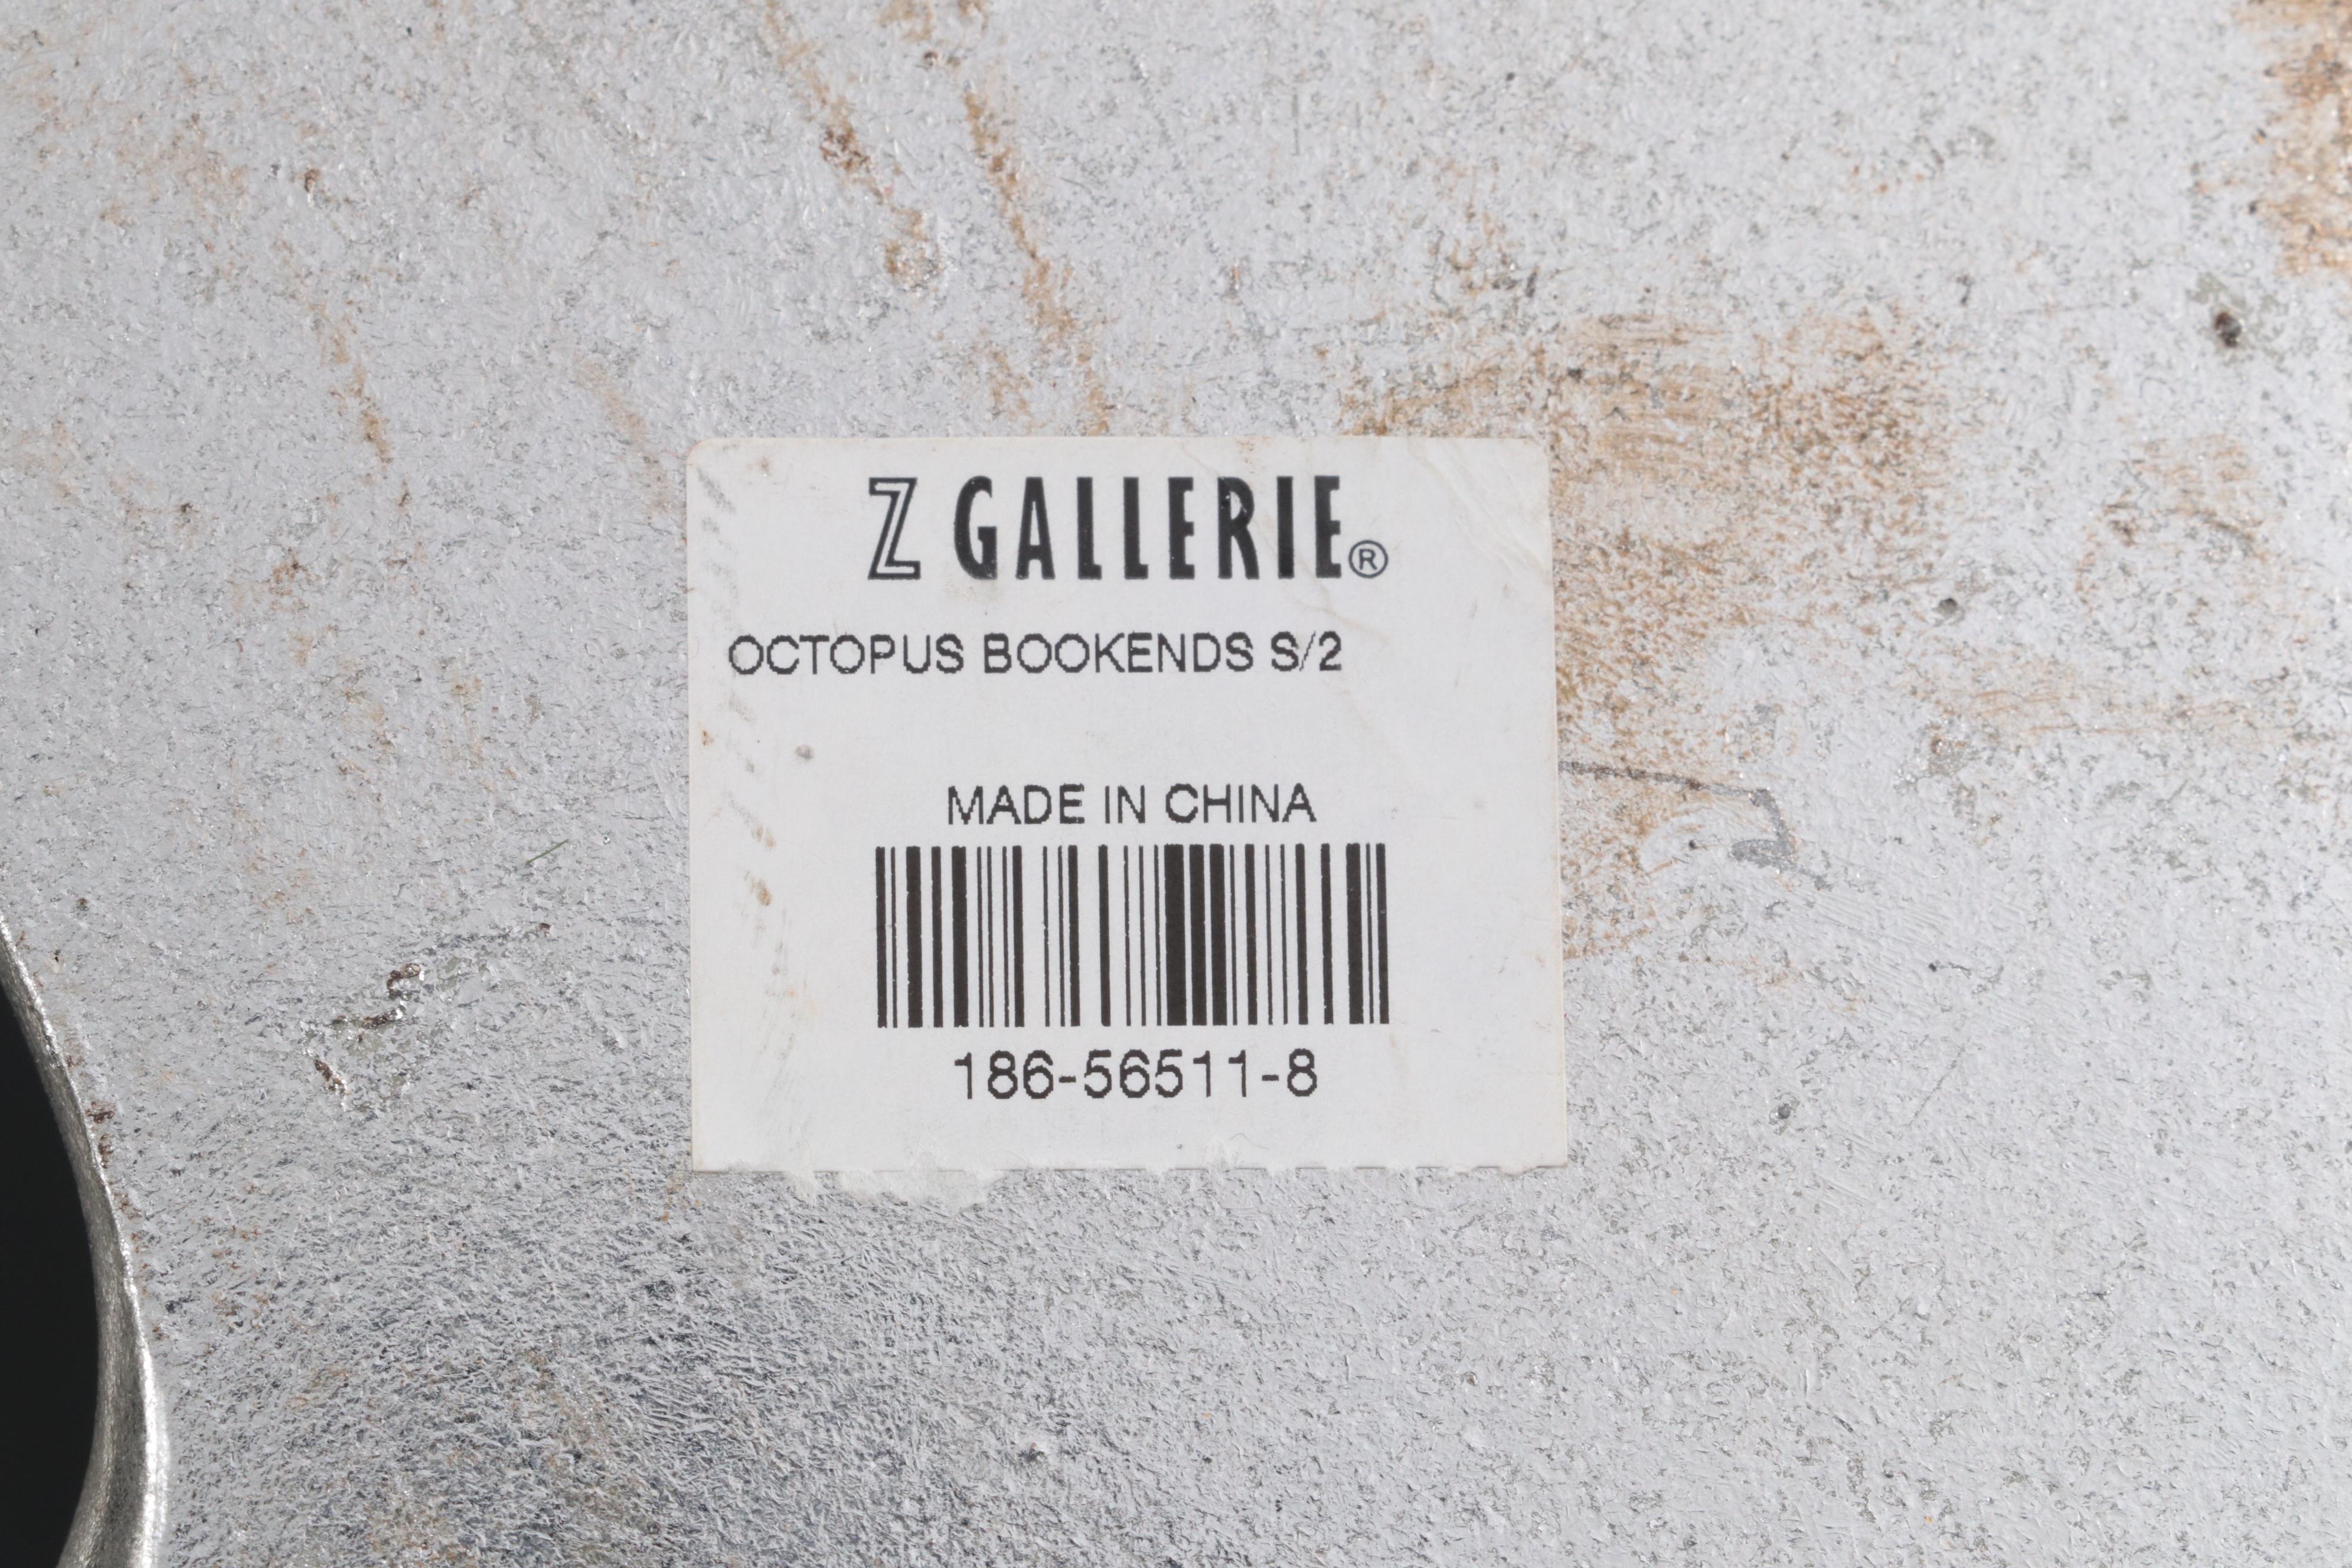 Z GALLERIE®
OCTOPUS BOOKENDS S/2
MADE IN CHINA
186-56511-8